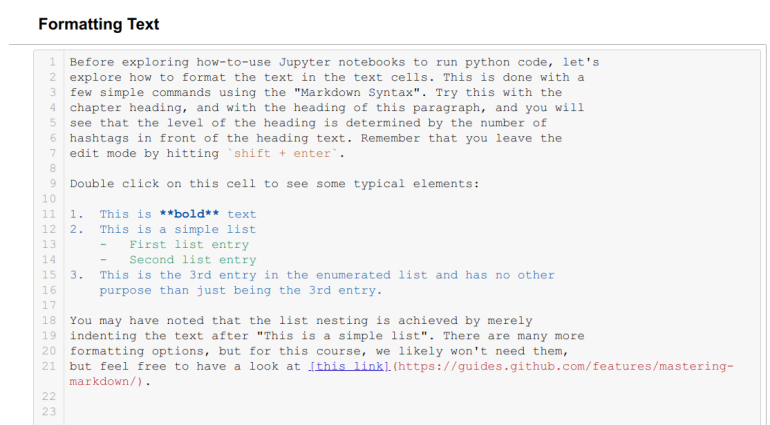 Formatting Text
1 Before exploring how-to-use Jupyter notebooks to run python code, let's
2 explore how to format the text in the text cells. This is done with a
3 few simple commands using the "Markdown Syntax". Try this with the
4 chapter heading, and with the heading of this paragraph, and you will
5 see that the level of the heading is determined by the number of
6 hashtags in front of the heading text. Remember that you leave the
7 edit mode by hitting `shift + enter`.
8
9 Double click on this cell to see some typical elements:
10
11 1.  This is **bold** text
12 2.  This is a simple list
13     -   First list entry
14     -   Second list entry
15 3.  This is the 3rd entry in the enumerated list and has no other
16     purpose than just being the 3rd entry.
17
18 You may have noted that the list nesting is achieved by merely
19 indenting the text after "This is a simple list". There are many more
20 formatting options, but for this course, we likely won't need them,
21 but feel free to have a look at [this link](https://guides.github.com/features/mastering-
markdown/).
22
23